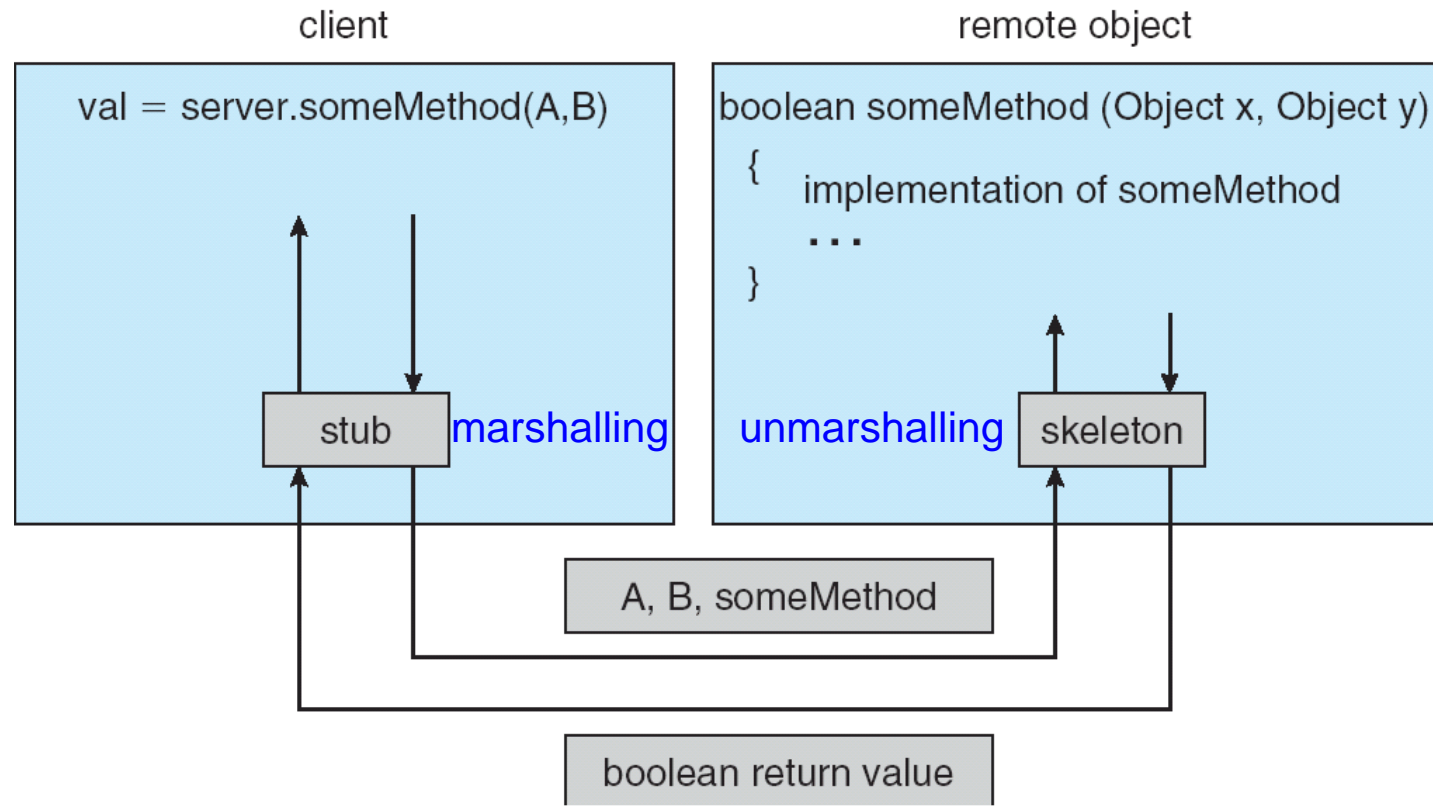 client
val = server.someMethod(A,B)
stub
marshalling
remote object
boolean someMethod (Object x, Object y)
{
implementation of someMethod
...
}
unmarshalling
skeleton
A, B, someMethod
boolean return value